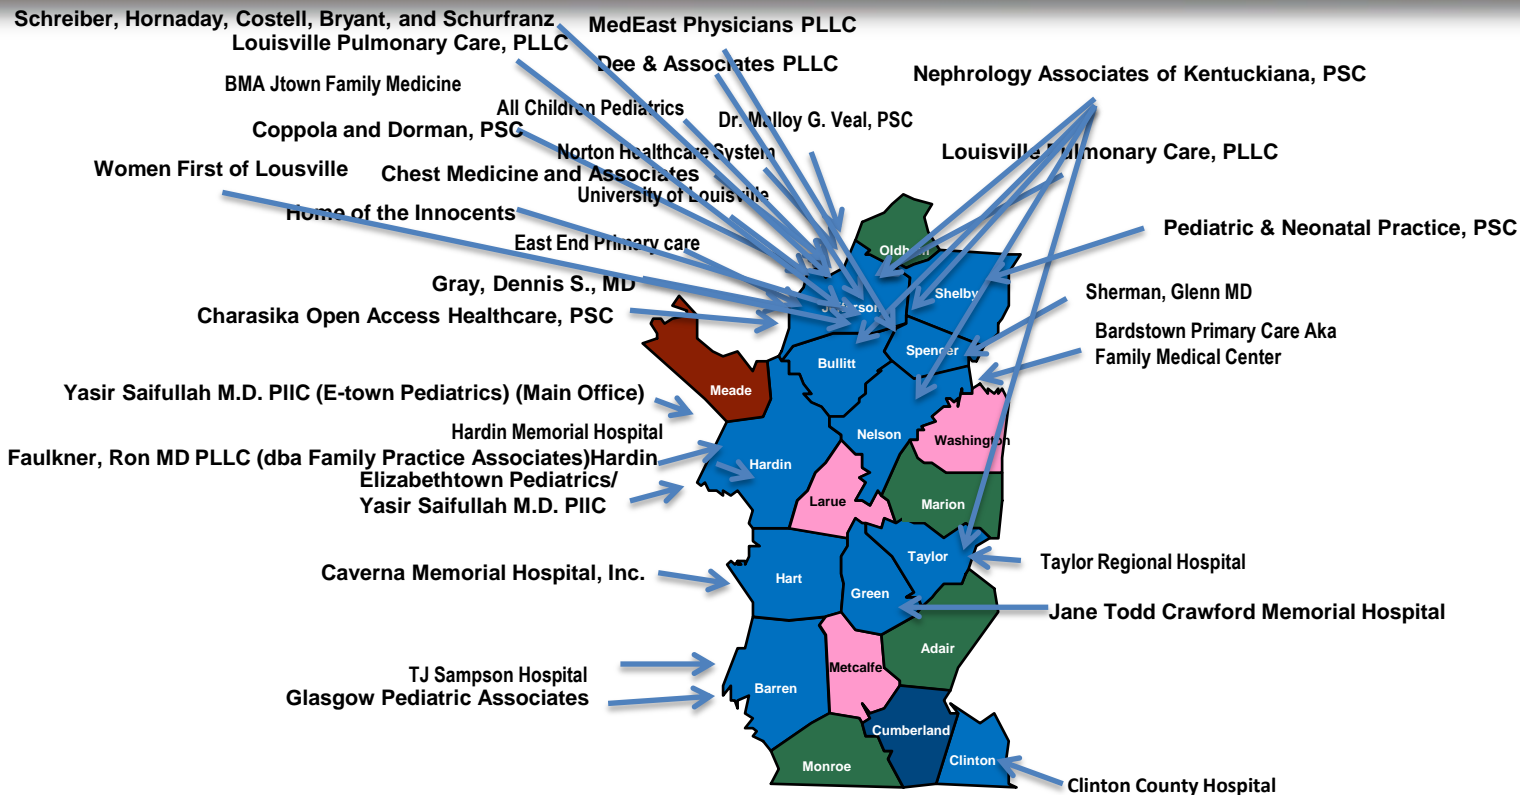 Schreiber, Hornaday, Costell, Bryant, and Schurfranz
MedEast Physicians PLLC
Louisville Pulmonary Care, PLLC
Dee & Associates PLLC
Nephrology Associates of Kentuckiana, PSC
BMA Jtown Family Medicine
All Children Pediatrics
Dr. Malloy G. Veal, PSC
Coppola and Dorman, PSC
Norton Healthcare System
Louisville Pulmonary Care, PLLC
Women First of Lousville
Chest Medicine and Associates
University of Louisville
Home of the Innocents
Pediatric & Neonatal Practice, PSC
East End Primary care
Oldham
Gray, Dennis S., MD
Shelby
Sherman, Glenn MD
Charasika Open Access Healthcare, PSC
Jefferson
Bardstown Primary Care Aka
Family Medical Center
Spencer
Bullitt
Meade
Yasir Saifullah M.D. PllC (E-town Pediatrics) (Main Office)
Hardin Memorial Hospital
Nelson
Washington
Faulkner, Ron MD PLLC (dba Family Practice Associates)Hardin
Hardin
Elizabethtown Pediatrics/
Yasir Saifullah M.D. PllC
Larue
Marion
Taylor
Taylor Regional Hospital
Caverna Memorial Hospital, Inc.
Hart
Green
Jane Todd Crawford Memorial Hospital
Adair
Metcalfe
TJ Sampson Hospital
Barren
Glasgow Pediatric Associates
Cumberland
Clinton
Monroe
Clinton County Hospital